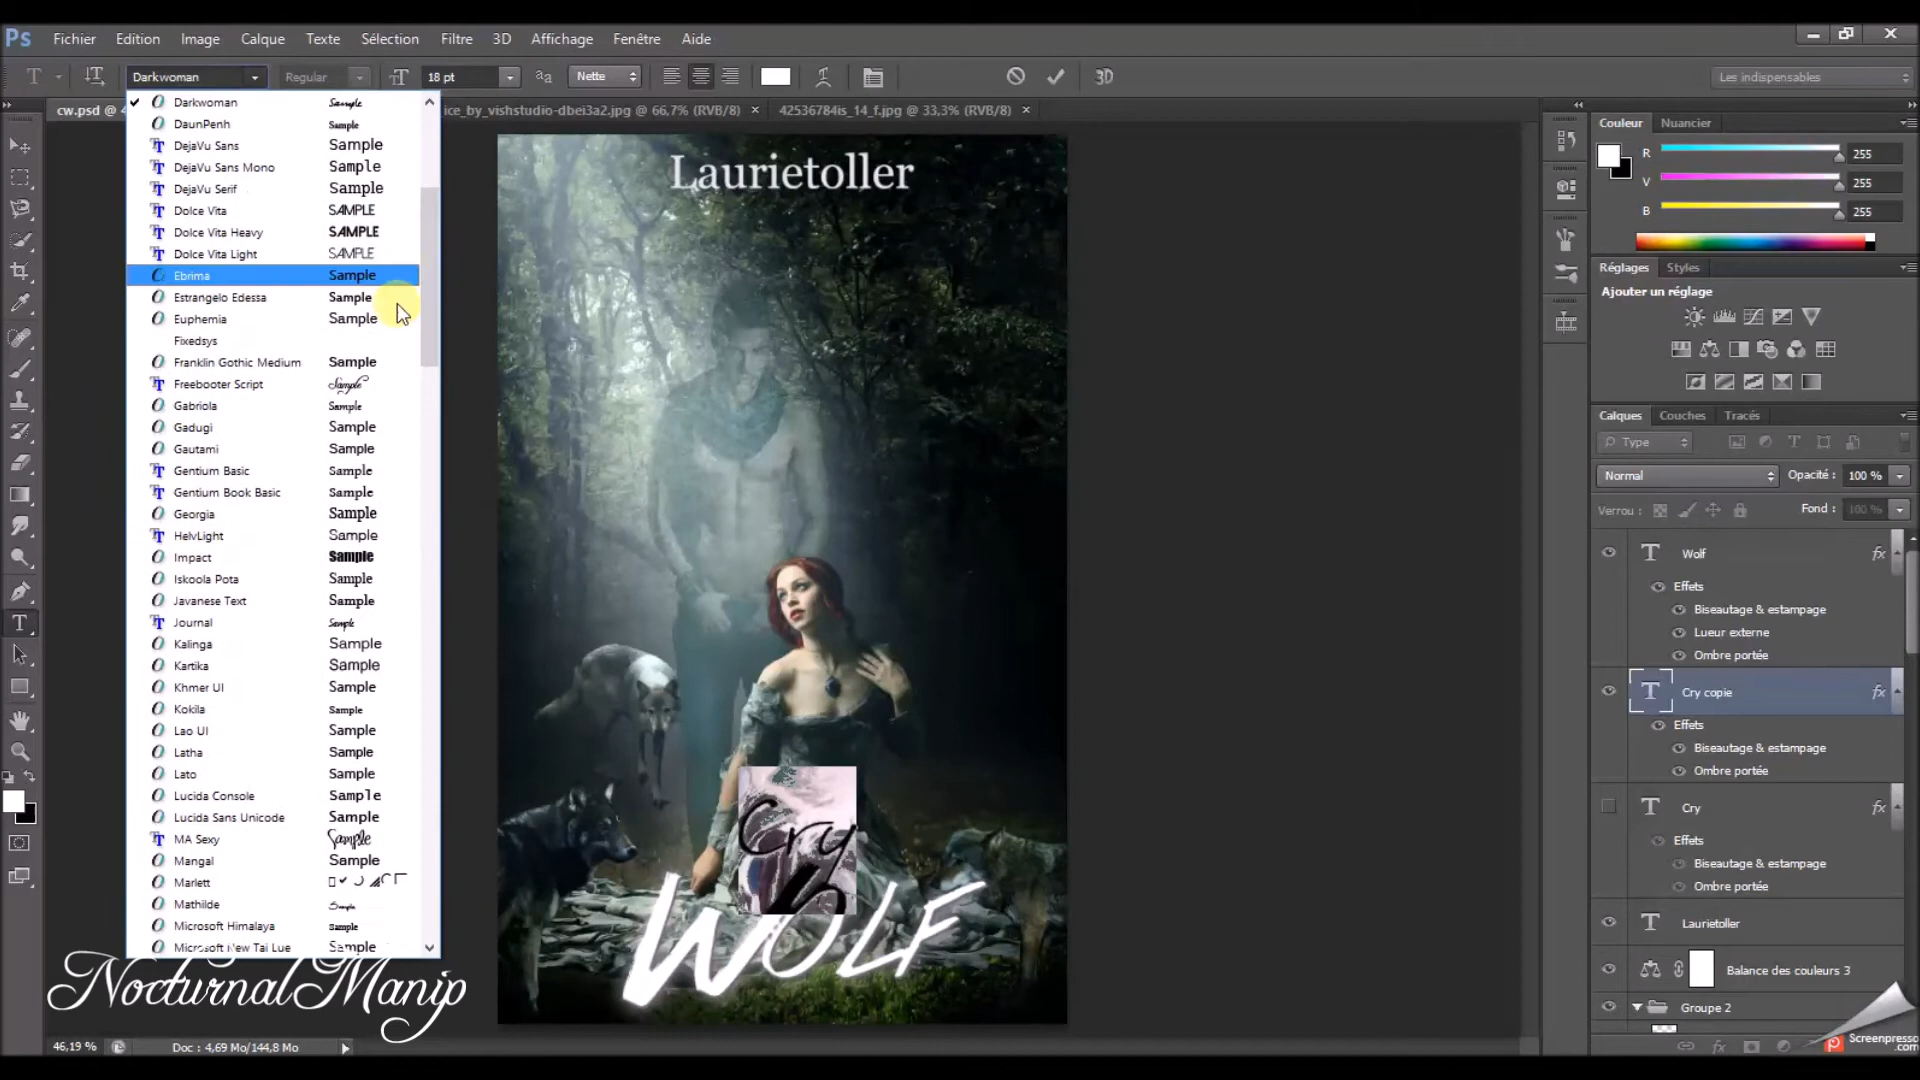 Ps Fichier Edition Image Calque Texte Sélection Filtre 3D Affichage Fenêtre Aide
T Darkwoman Regular 18 pt aa Nette 3D Les indispensables
cw.psd @ ice_by_vishstudio-dbei3a2.jpg @ 66,7% (RVB/8) × 42536784is_14_f.jpg @ 33,3% (RVB/8) ×
Darkwoman Sample
DaunPenh Sample
DejaVu Sans Sample
DejaVu Sans Mono Sample
DejaVu Serif Sample
Dolce Vita SAMPLE
Dolce Vita Heavy SAMPLE
Dolce Vita Light SAMPLE
Ebrima Sample
Estrangelo Edessa Sample
Euphemia Sample
Fixedsys
Franklin Gothic Medium Sample
Freebooter Script Sample
Gabriola Sample
Gadugi Sample
Gautami Sample
Gentium Basic Sample
Gentium Book Basic Sample
Georgia Sample
HelvLight Sample
Impact Sample
Iskoola Pota Sample
Javanese Text Sample
Journal Sample
Kalinga Sample
Kartika Sample
Khmer UI Sample
Kokila Sample
Lao UI Sample
Latha Sample
Lato Sample
Lucida Console Sample
Lucida Sans Unicode Sample
MA Sexy Sample
Mangal Sample
Marlett
Mathilde Sample
Microsoft Himalaya Sample
Microsoft New Tai Lue Sample
NocturnalManip
46,19 % Doc : 4,69 Mo/144,8 Mo
Laurietoller
Cry
WOLF
Couleur Nuancier
R 255
V 255
B 255
Réglages Styles
Ajouter un réglage
Calques Couches Tracés
Type
Normal Opacité : 100 %
Verrou : Fond : 100 %
Wolf fx
Effets
Biseautage & estampage
Lueur externe
Ombre portée
Cry copie fx
Effets
Biseautage & estampage
Ombre portée
Cry fx
Effets
Biseautage & estampage
Ombre portée
Laurietoller
Balance des couleurs 3
Groupe 2
Screenpresso
.com